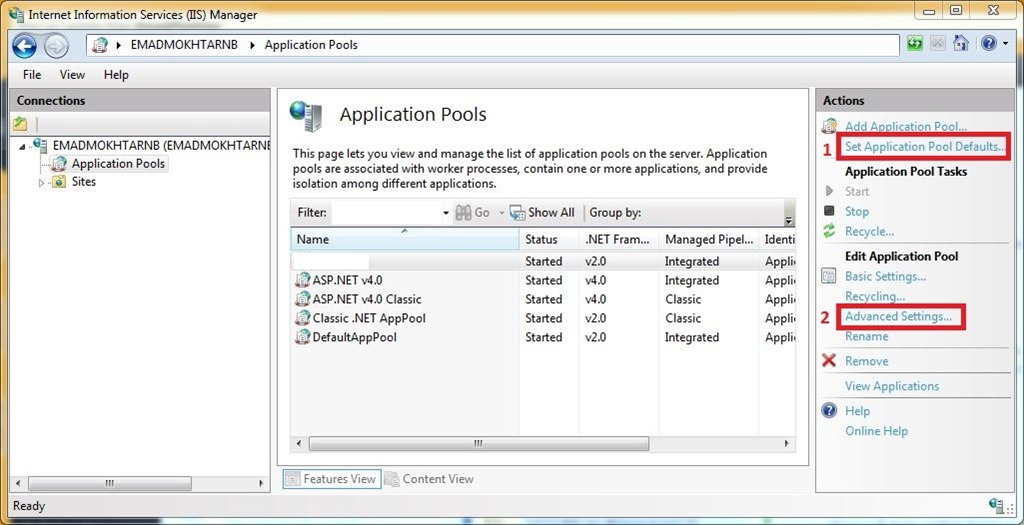 Internet Information Services (IIS) Manager
EMADMOKHTARNB Application Pools
File View Help
Connections
EMADMOKHTARNB (EMADMOKHTARNE
Application Pools
Sites
Application Pools
This page lets you view and manage the list of application pools on the server. Application
pools are associated with worker processes, contain one or more applications, and provide
isolation among different applications.
Filter: Go Show All Group by:
Name Status .NET Fram... Managed Pipel... Identi
Started v2.0 Integrated Applic
ASP.NET v4.0 Started v4.0 Integrated Applic
ASP.NET v4.0 Classic Started v4.0 Classic Applic
Classic .NET AppPool Started v2.0 Classic Applic
DefaultAppPool Started v2.0 Integrated Applic
Features View Content View
Actions
Add Application Pool...
1 Set Application Pool Defaults...
Application Pool Tasks
Start
Stop
Recycle...
Edit Application Pool
Basic Settings...
Recycling...
2 Advanced Settings...
Rename
Remove
View Applications
Help
Online Help
Ready